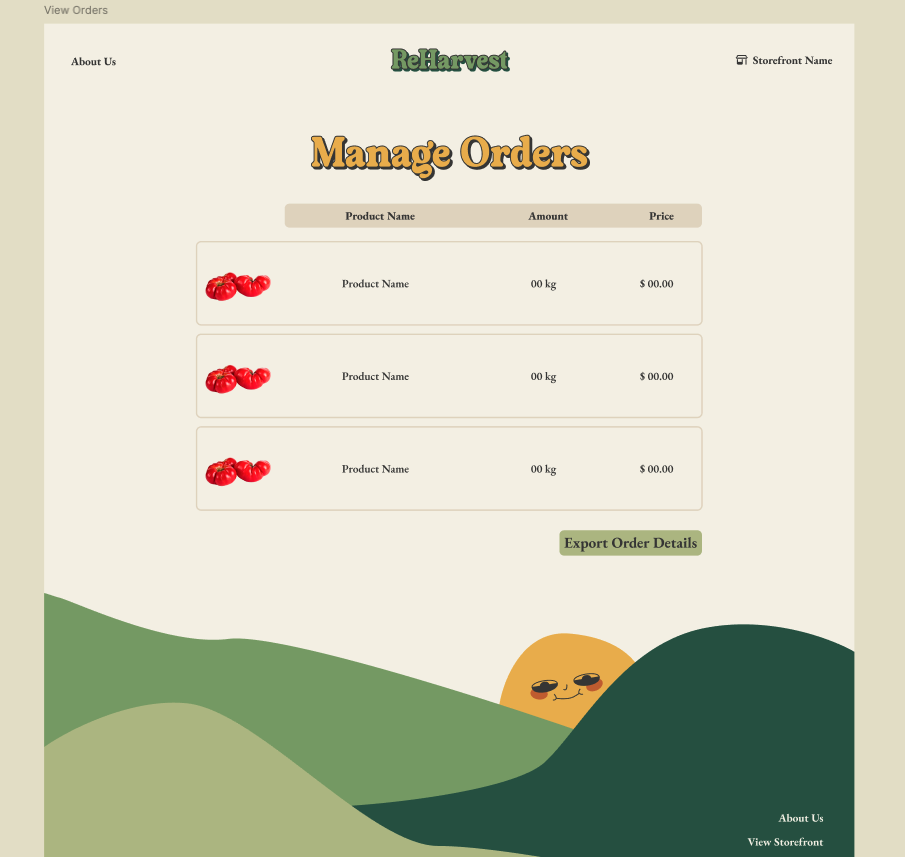 View Orders
About Us
ReHarvest
Storefront Name
Manage Orders
Product Name Amount Price
Product Name 00 kg $ 00.00
Product Name 00 kg $ 00.00
Product Name 00 kg $ 00.00
Export Order Details
About Us
View Storefront